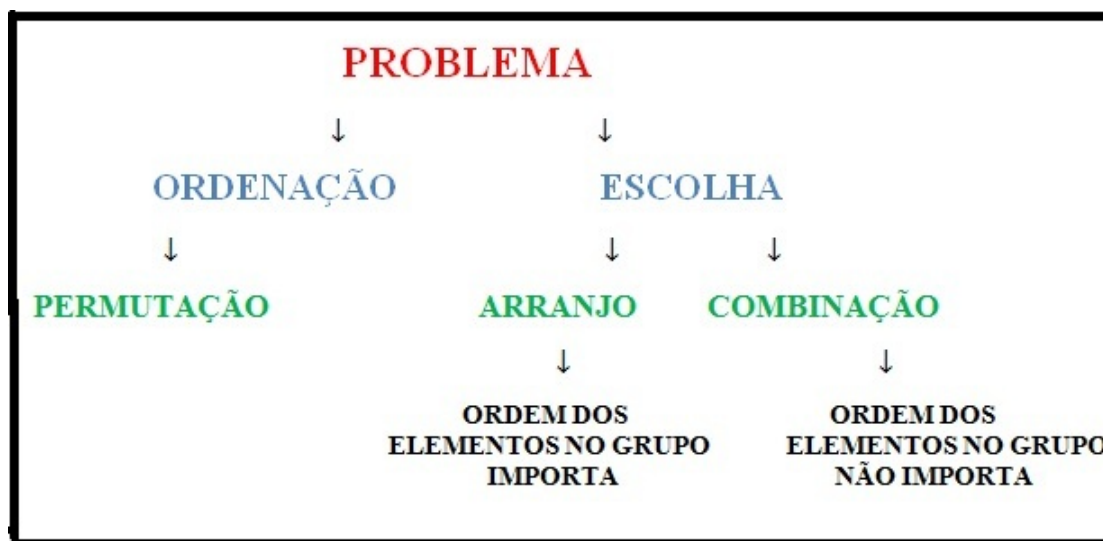 PROBLEMA
↓ ↓
ORDENAÇÃO ESCOLHA
↓ ↓ ↓
PERMUTAÇÃO ARRANJO COMBINAÇÃO
↓ ↓
ORDEM DOS
ELEMENTOS NO GRUPO
IMPORTA
ORDEM DOS
ELEMENTOS NO GRUPO
NÃO IMPORTA